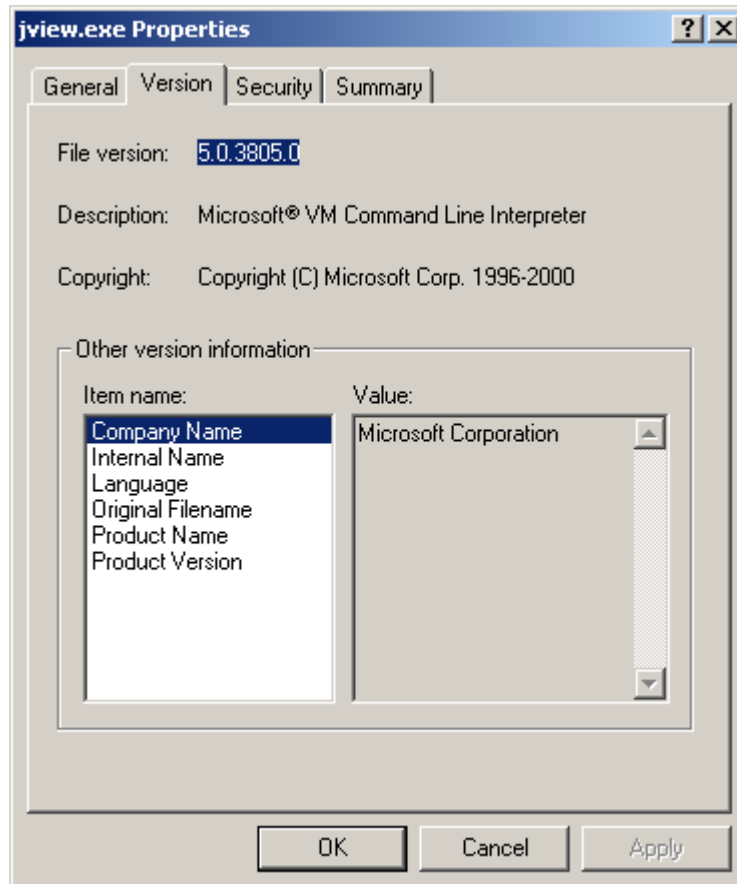 jview.exe Properties
General Version Security Summary
File version: 5.0.3805.0
Description: Microsoft® VM Command Line Interpreter
Copyright: Copyright (C) Microsoft Corp. 1996-2000
Other version information
Item name: Value:
Company Name Microsoft Corporation
Internal Name
Language
Original Filename
Product Name
Product Version
OK Cancel Apply